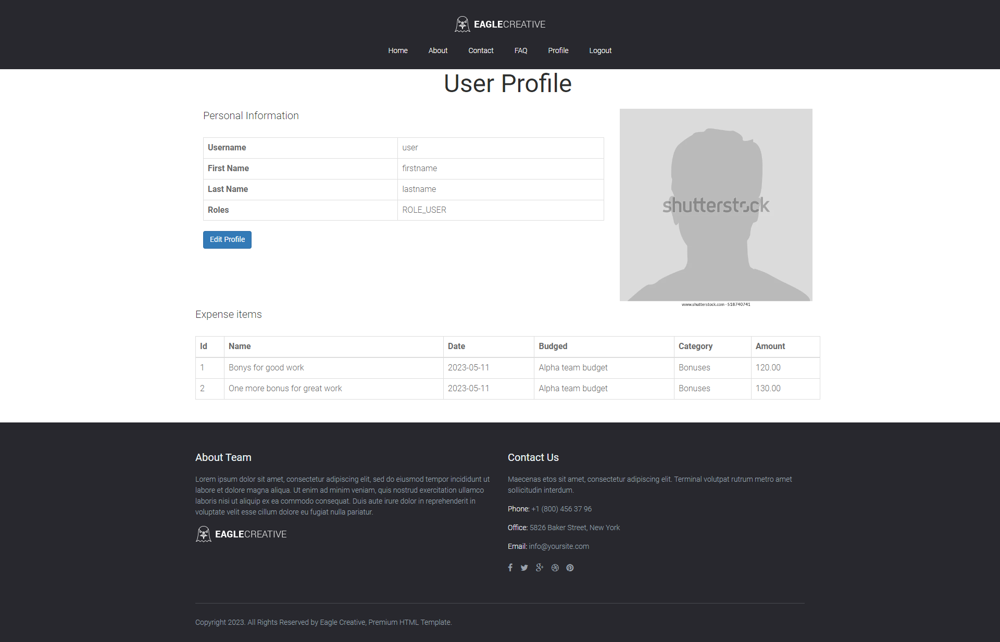 EAGLECREATIVE
Home About Contact FAQ Profile Logout
User Profile
Personal Information
Username user
First Name firstname
Last Name lastname
Roles ROLE_USER
Edit Profile
shutterstock
www.shutterstock.com · 518740741
Expense items
Id Name Date Budged Category Amount
1 Bonys for good work 2023-05-11 Alpha team budget Bonuses 120.00
2 One more bonus for great work 2023-05-11 Alpha team budget Bonuses 130.00
About Team
Lorem ipsum dolor sit amet, consectetur adipiscing elit, sed do eiusmod tempor incididunt ut
labore et dolore magna aliqua. Ut enim ad minim veniam, quis nostrud exercitation ullamco
laboris nisi ut aliquip ex ea commodo consequat. Duis aute irure dolor in reprehenderit in
voluptate velit esse cillum dolore eu fugiat nulla pariatur.
EAGLECREATIVE
Contact Us
Maecenas etos sit amet, consectetur adipiscing elit. Terminal volutpat rutrum metro amet
sollicitudin interdum.
Phone: +1 (800) 456 37 96
Office: 5826 Baker Street, New York
Email: info@yoursite.com
Copyright 2023. All Rights Reserved by Eagle Creative, Premium HTML Template.